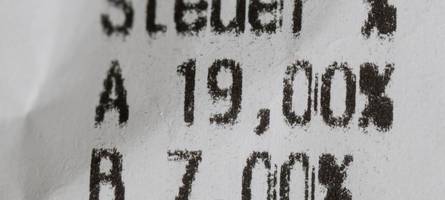 Steuer %
A 19,00%
B 7,00%